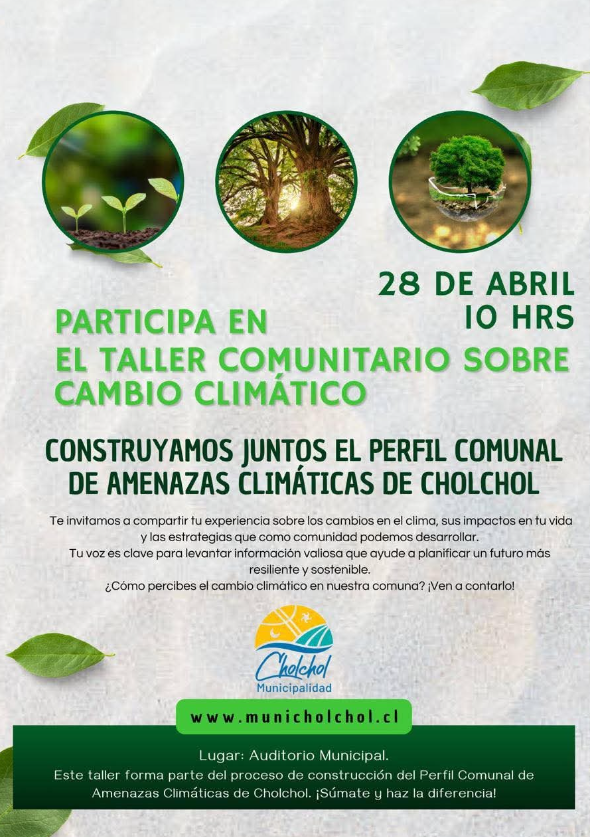 28 DE ABRIL
10 HRS
PARTICIPA EN
EL TALLER COMUNITARIO SOBRE
CAMBIO CLIMÁTICO
CONSTRUYAMOS JUNTOS EL PERFIL COMUNAL
DE AMENAZAS CLIMÁTICAS DE CHOLCHOL
Te invitamos a compartir tu experiencia sobre los cambios en el clima, sus impactos en tu vida
y las estrategias que como comunidad podemos desarrollar.
Tu voz es clave para levantar información valiosa que ayude a planificar un futuro más
resiliente y sostenible.
¿Cómo percibes el cambio climático en nuestra comuna? ¡Ven a contarlo!
Cholchol
Municipalidad
www.municholchol.cl
Lugar: Auditorio Municipal.
Este taller forma parte del proceso de construcción del Perfil Comunal de
Amenazas Climáticas de Cholchol. ¡Súmate y haz la diferencia!